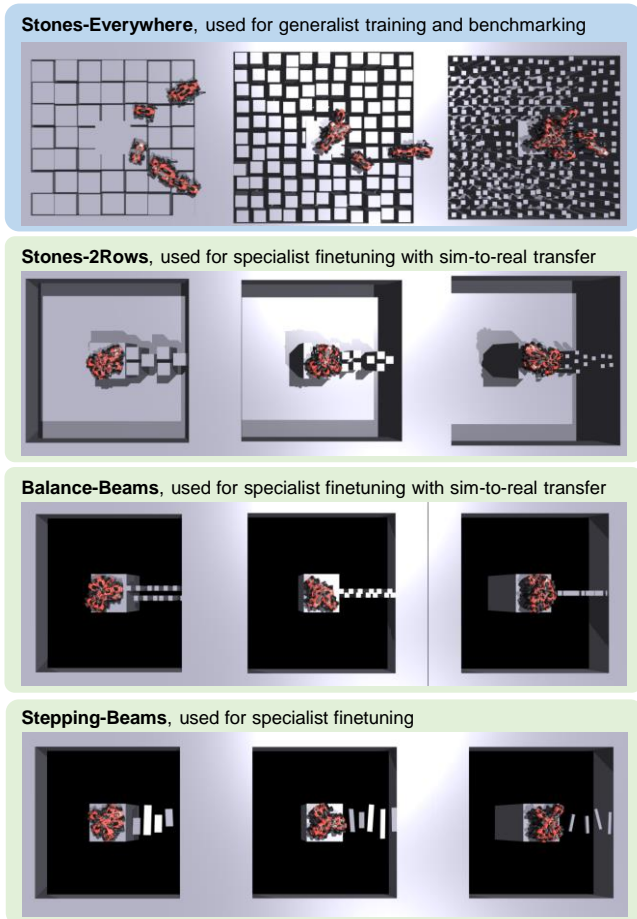 Stones-Everywhere, used for generalist training and benchmarking
Stones-2Rows, used for specialist finetuning with sim-to-real transfer
Balance-Beams, used for specialist finetuning with sim-to-real transfer
Stepping-Beams, used for specialist finetuning